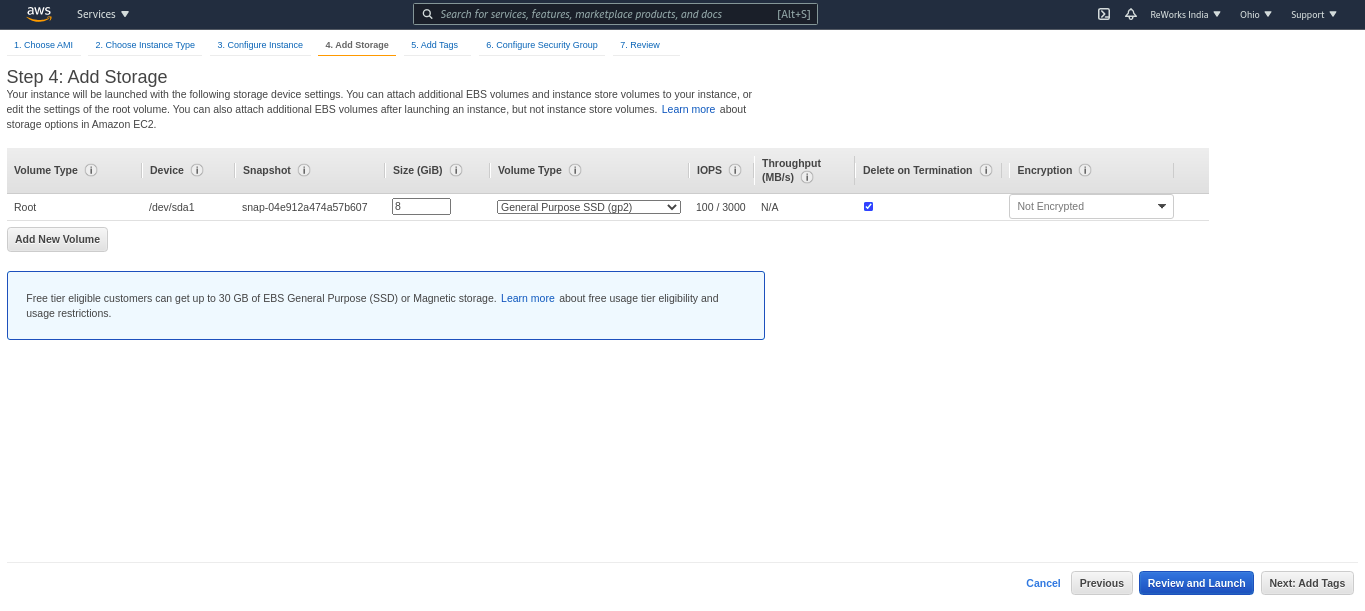 aws Services Search for services, features, marketplace products, and docs [Alt+S] ReWorks India Ohio Support
1. Choose AMI 2. Choose Instance Type 3. Configure Instance 4. Add Storage 5. Add Tags 6. Configure Security Group 7. Review
Step 4: Add Storage
Your instance will be launched with the following storage device settings. You can attach additional EBS volumes and instance store volumes to your instance, or
edit the settings of the root volume. You can also attach additional EBS volumes after launching an instance, but not instance store volumes. Learn more about
storage options in Amazon EC2.
Volume Type Device Snapshot Size (GiB) Volume Type IOPS Throughput (MB/s) Delete on Termination Encryption
Root /dev/sda1 snap-04e912a474a57b607 8 General Purpose SSD (gp2) 100 / 3000 N/A Not Encrypted
Add New Volume
Free tier eligible customers can get up to 30 GB of EBS General Purpose (SSD) or Magnetic storage. Learn more about free usage tier eligibility and
usage restrictions.
Cancel Previous Review and Launch Next: Add Tags